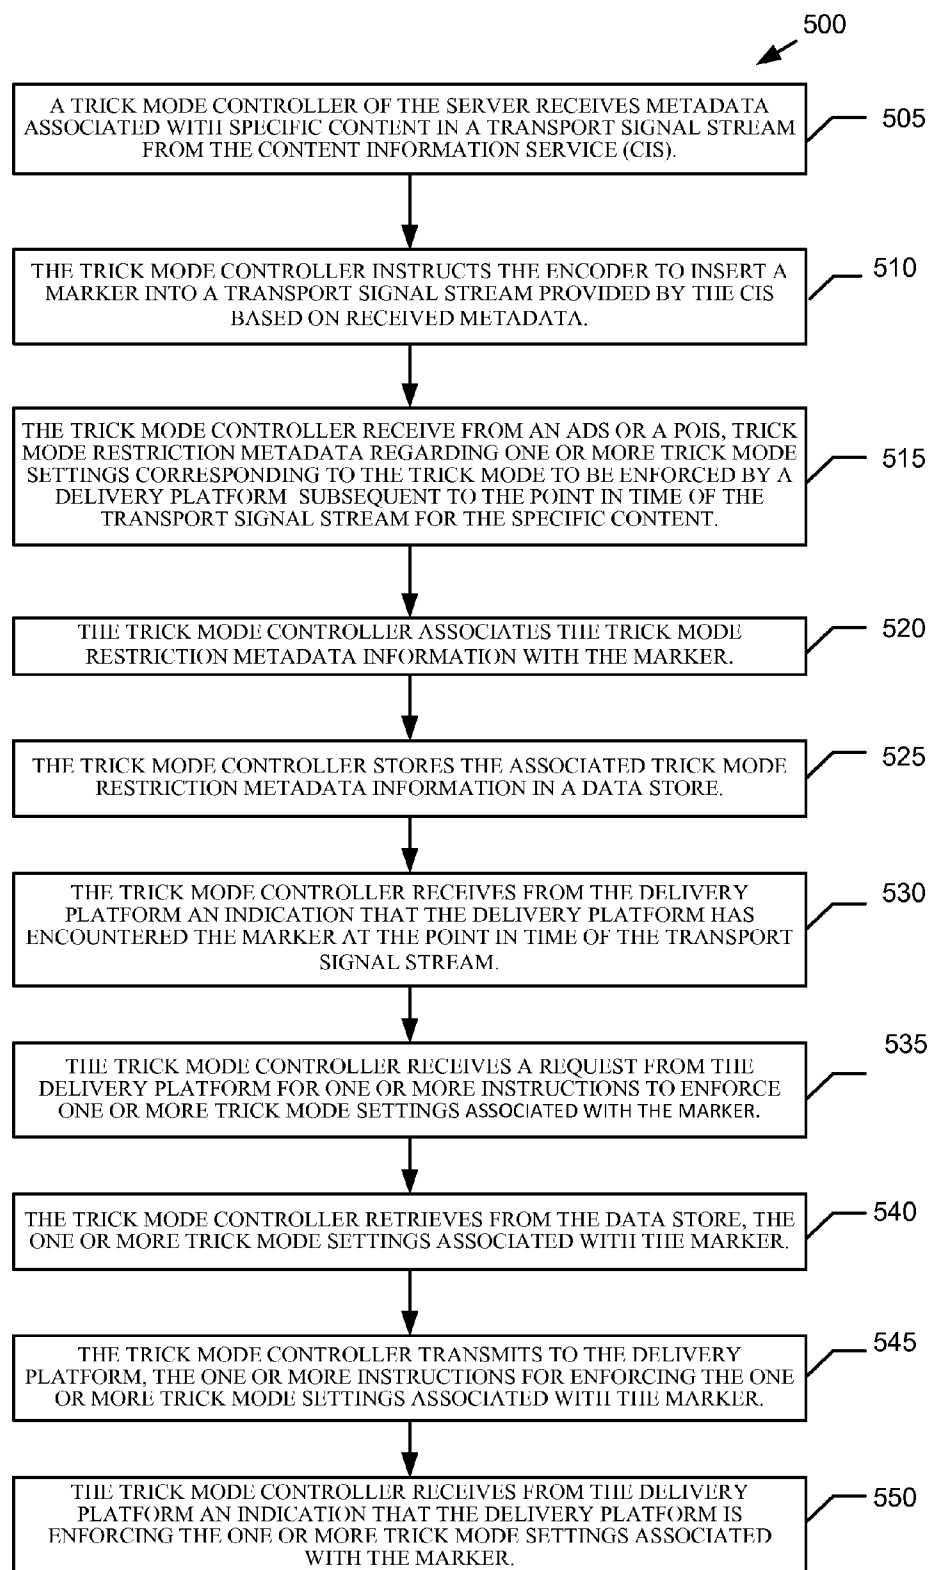 500
A TRICK MODE CONTROLLER OF THE SERVER RECEIVES METADATA
ASSOCIATED WITH SPECIFIC CONTENT IN A TRANSPORT SIGNAL STREAM
FROM THE CONTENT INFORMATION SERVICE (CIS).
505
THE TRICK MODE CONTROLLER INSTRUCTS THE ENCODER TO INSERT A
MARKER INTO A TRANSPORT SIGNAL STREAM PROVIDED BY THE CIS
BASED ON RECEIVED METADATA.
510
THE TRICK MODE CONTROLLER RECEIVE FROM AN ADS OR A POIS, TRICK
MODE RESTRICTION METADATA REGARDING ONE OR MORE TRICK MODE
SETTINGS CORRESPONDING TO THE TRICK MODE TO BE ENFORCED BY A
DELIVERY PLATFORM SUBSEQUENT TO THE POINT IN TIME OF THE
TRANSPORT SIGNAL STREAM FOR THE SPECIFIC CONTENT.
515
THE TRICK MODE CONTROLLER ASSOCIATES THE TRICK MODE
RESTRICTION METADATA INFORMATION WITH THE MARKER.
520
THE TRICK MODE CONTROLLER STORES THE ASSOCIATED TRICK MODE
RESTRICTION METADATA INFORMATION IN A DATA STORE.
525
THE TRICK MODE CONTROLLER RECEIVES FROM THE DELIVERY
PLATFORM AN INDICATION THAT THE DELIVERY PLATFORM HAS
ENCOUNTERED THE MARKER AT THE POINT IN TIME OF THE TRANSPORT
SIGNAL STREAM.
530
THE TRICK MODE CONTROLLER RECEIVES A REQUEST FROM THE
DELIVERY PLATFORM FOR ONE OR MORE INSTRUCTIONS TO ENFORCE
ONE OR MORE TRICK MODE SETTINGS ASSOCIATED WITH THE MARKER.
535
THE TRICK MODE CONTROLLER RETRIEVES FROM THE DATA STORE, THE
ONE OR MORE TRICK MODE SETTINGS ASSOCIATED WITH THE MARKER.
540
THE TRICK MODE CONTROLLER TRANSMITS TO THE DELIVERY
PLATFORM, THE ONE OR MORE INSTRUCTIONS FOR ENFORCING THE ONE
OR MORE TRICK MODE SETTINGS ASSOCIATED WITH THE MARKER.
545
THE TRICK MODE CONTROLLER RECEIVES FROM THE DELIVERY
PLATFORM AN INDICATION THAT THE DELIVERY PLATFORM IS
ENFORCING THE ONE OR MORE TRICK MODE SETTINGS ASSOCIATED
WITH THE MARKER.
550